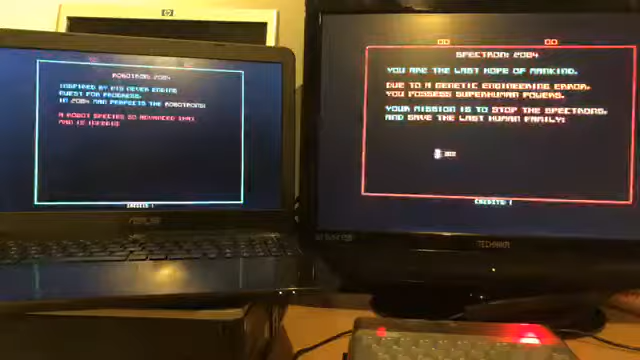 ROBOTRON: 2084
INSPIRED BY HIS NEVER ENDING
QUEST FOR PROGRESS,
IN 2084 MAN PERFECTS THE ROBOTRONS:
A ROBOT SPECIES SO ADVANCED THAT
MAN IS
CREDITS
ASUS
hp
00 00
SPECTRON: 2084
YOU ARE THE LAST HOPE OF MANKIND.
DUE TO A GENETIC ENGINEERING ERROR,
YOU POSSESS SUPERHUMAN POWERS.
YOUR MISSION IS TO STOP THE SPECTRONS,
AND SAVE THE LAST HUMAN FAMILY:
CREDITS
TECHNIKA